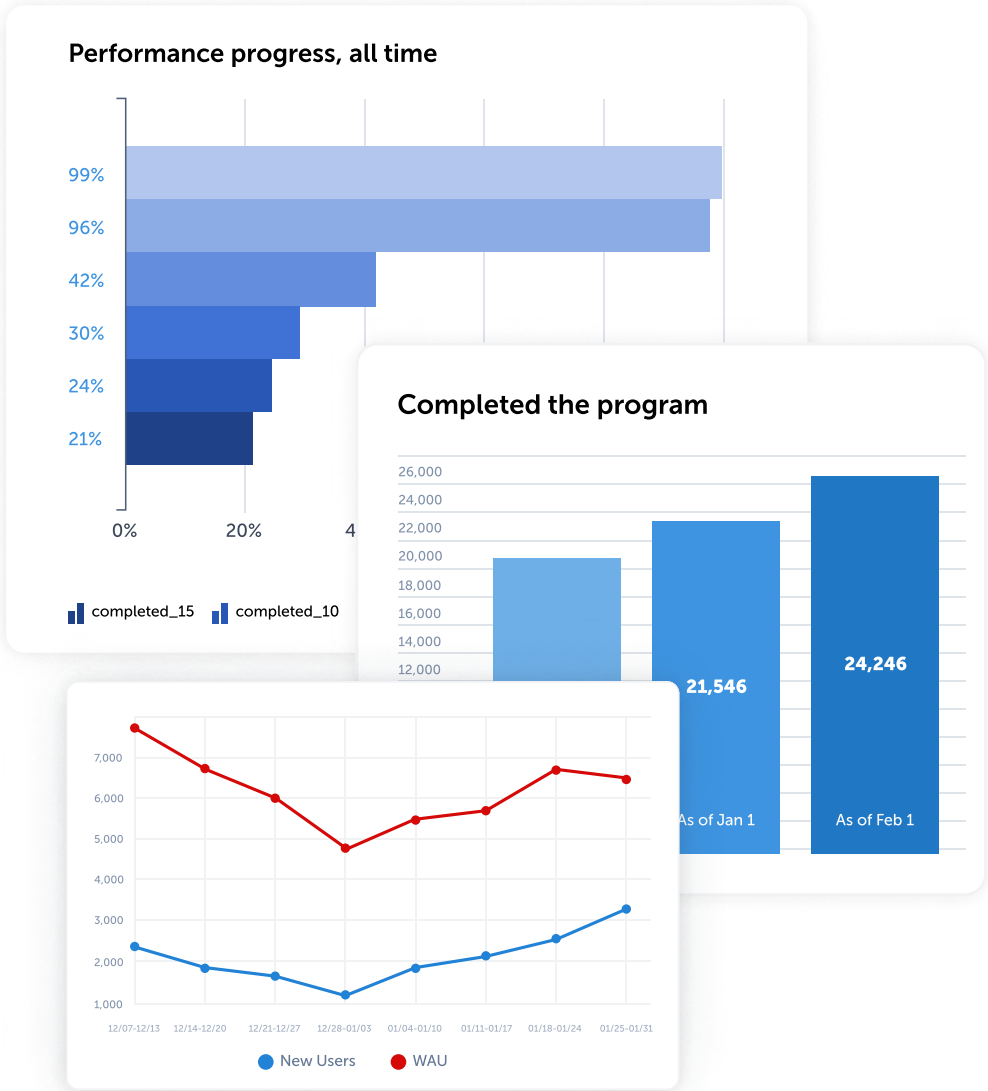 Performance progress, all time
99%
96%
42%
30%
24%
21%
0% 20% 4
completed_15 completed_10
Completed the program
26,000
24,000
22,000
20,000
18,000
16,000
14,000
12,000
21,546
24,246
As of Jan 1
As of Feb 1
7,000
6,000
5,000
4,000
3,000
2,000
1,000
12/07-12/13 12/14-12/20 12/21-12/27 12/28-01/03 01/04-01/10 01/11-01/17 01/18-01/24 01/25-01/31
New Users WAU